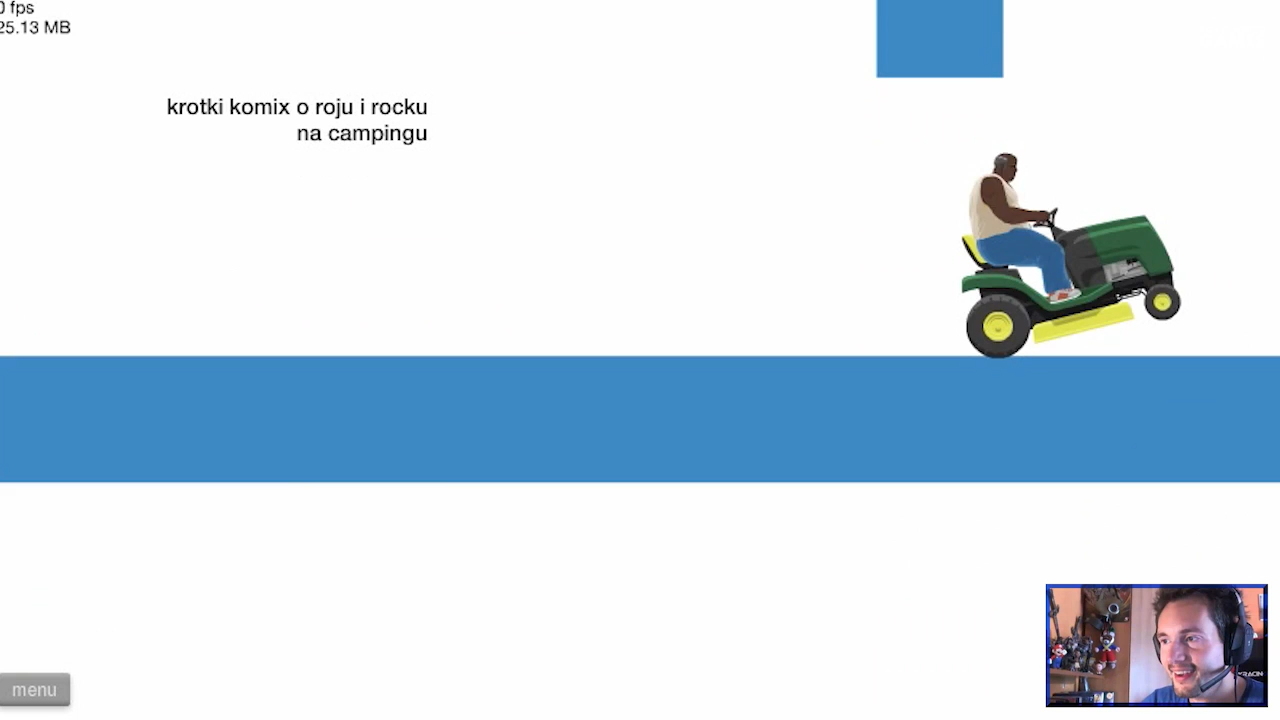 0 fps
25.13 MB
krotki komix o roju i rocku
na campingu
menu